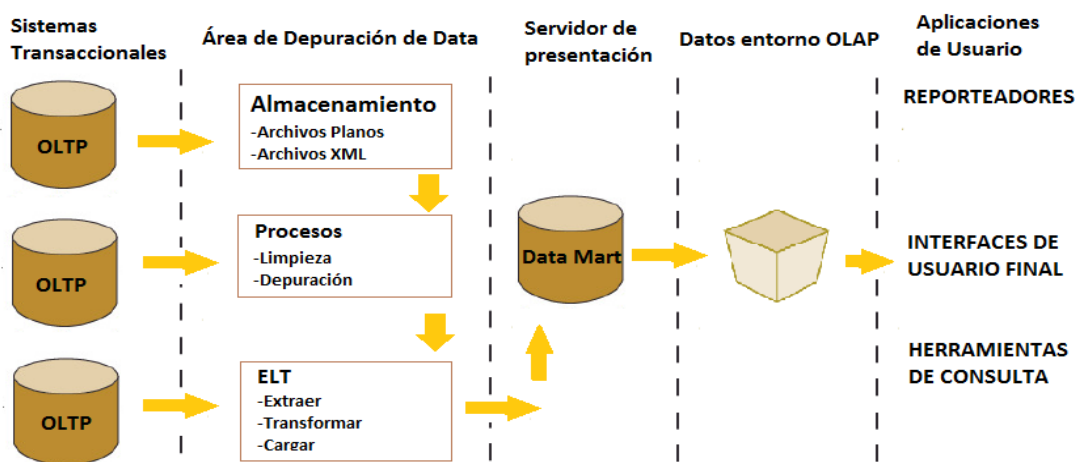 Sistemas
Transaccionales
Área de Depuración de Data
Servidor de
presentación
Datos entorno OLAP
Aplicaciones
de Usuario
OLTP
Almacenamiento
-Archivos Planos
-Archivos XML
REPORTEADORES
OLTP
Procesos
-Limpieza
-Depuración
Data Mart
INTERFACES DE
USUARIO FINAL
OLTP
ELT
-Extraer
-Transformar
-Cargar
HERRAMIENTAS
DE CONSULTA